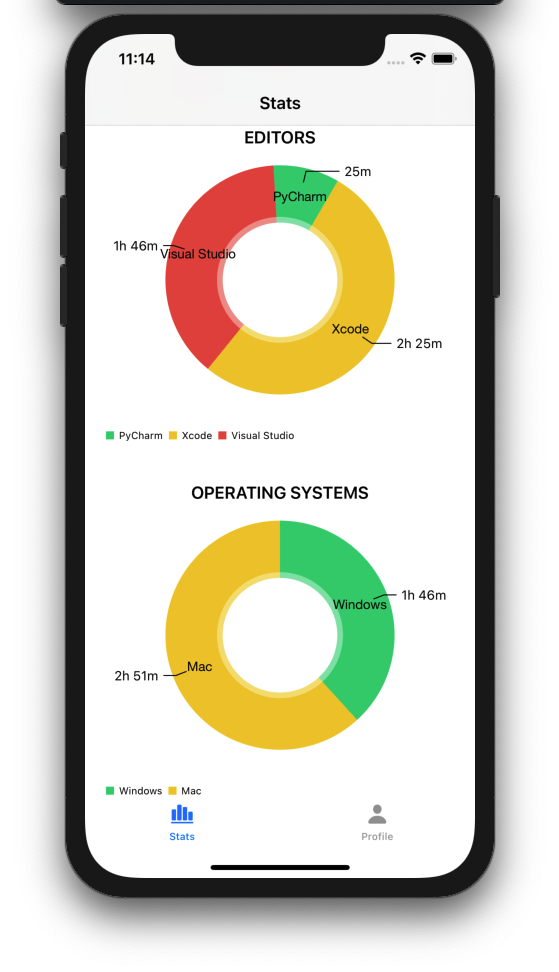 11:14
Stats
EDITORS
25m
PyCharm
1h 46m
Visual Studio
Xcode
2h 25m
PyCharm Xcode Visual Studio
OPERATING SYSTEMS
1h 46m
Windows
Mac
2h 51m
Windows Mac
Stats Profile